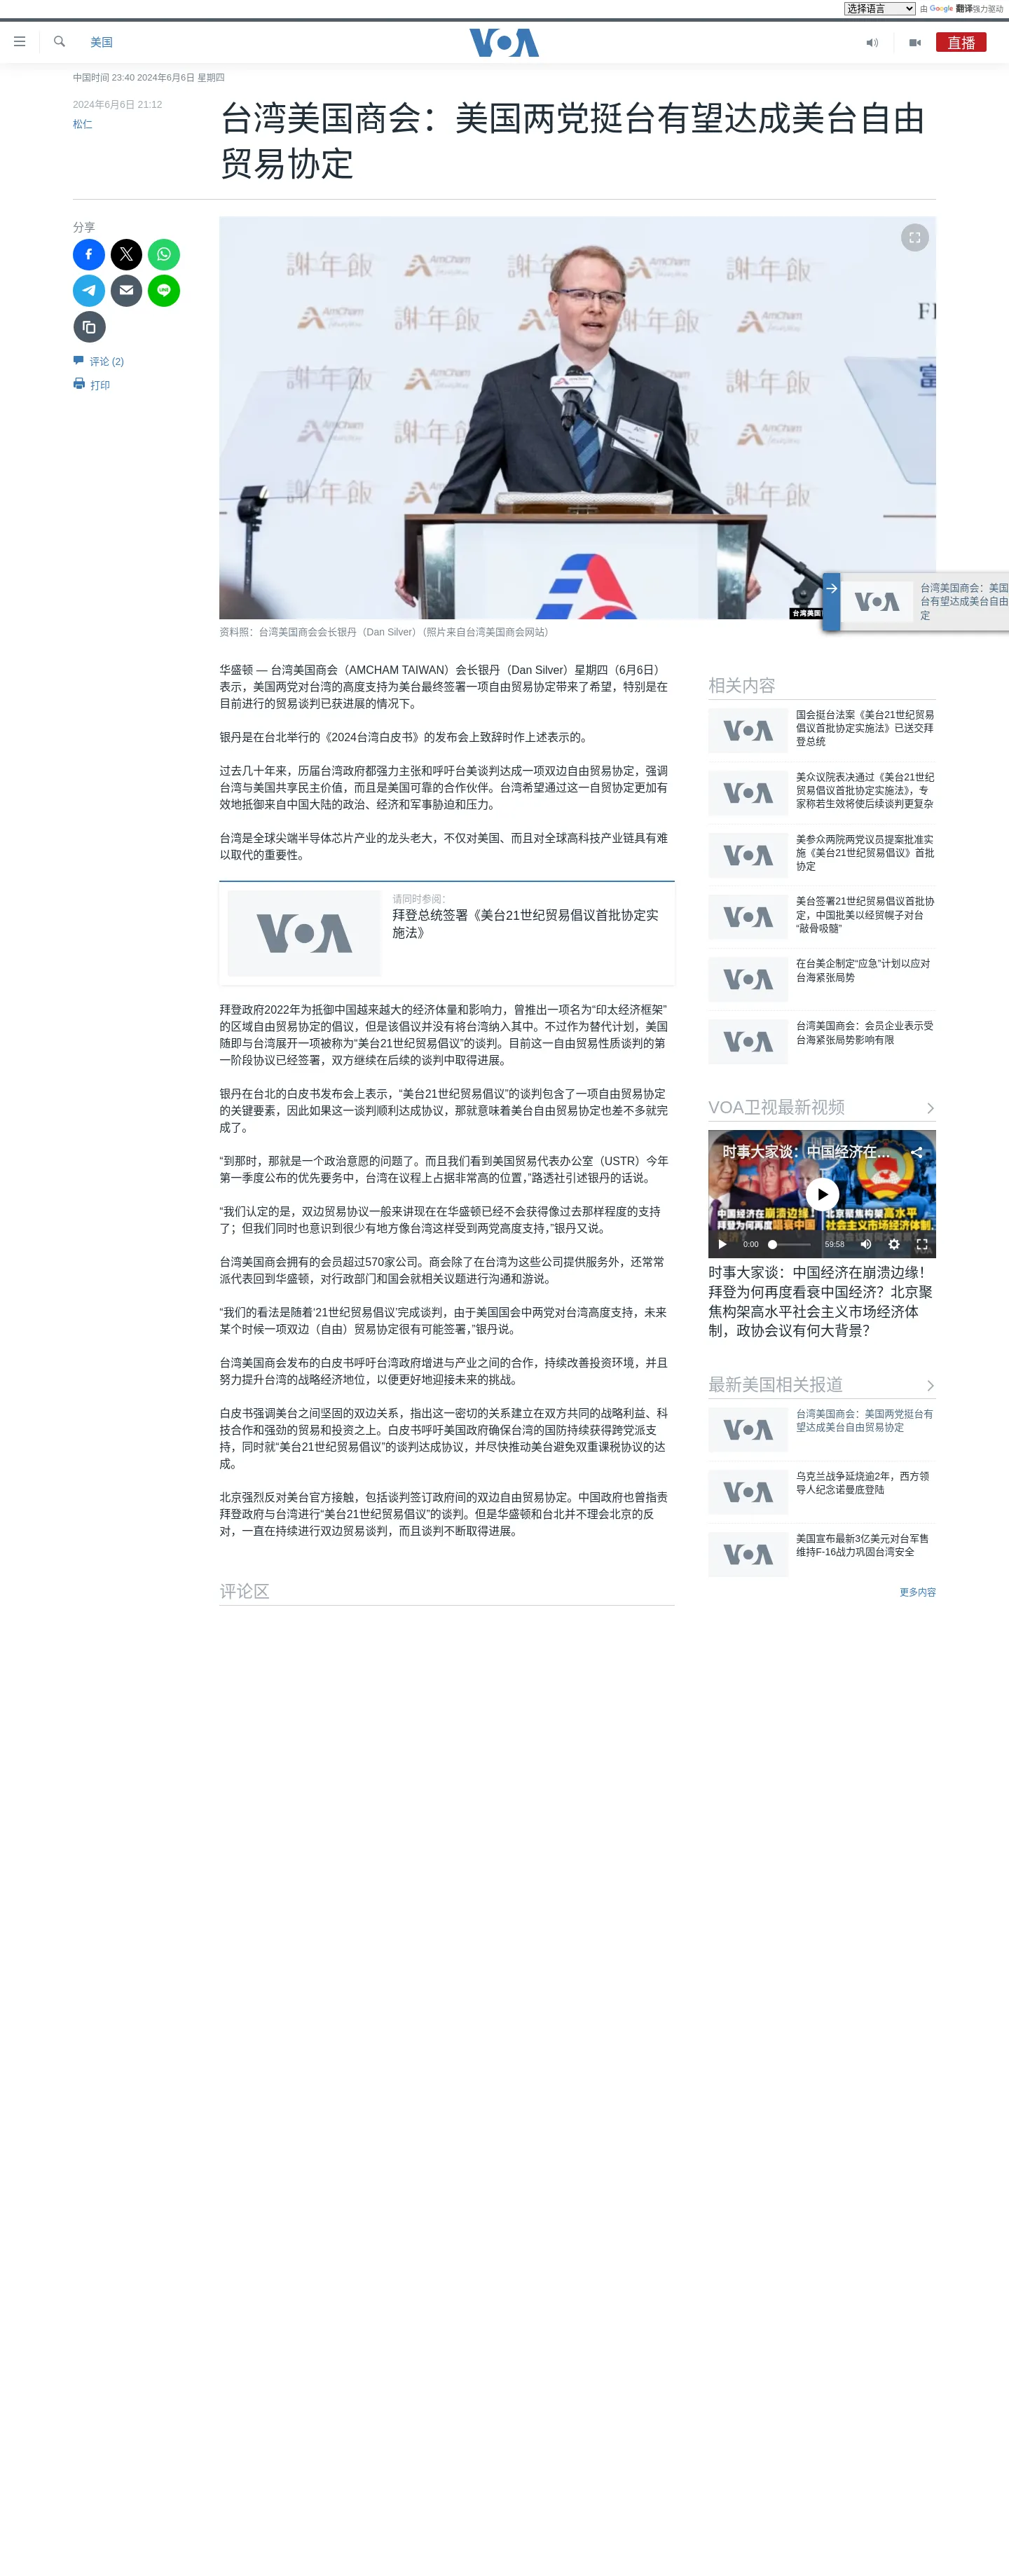 选择语言 由 Google 翻译强力驱动
美国
VOA
直播
中国时间 23:40 2024年6月6日 星期四
2024年6月6日 21:12
松仁
台湾美国商会：美国两党挺台有望达成美台自由
贸易协定
分享
评论 (2)
打印
謝年飯
AmCham
台湾美国
资料照：台湾美国商会会长银丹（Dan Silver）（照片来自台湾美国商会网站）
台湾美国商会：美国
台有望达成美台自由
定
华盛顿 — 台湾美国商会（AMCHAM TAIWAN）会长银丹（Dan Silver）星期四（6月6日）
表示，美国两党对台湾的高度支持为美台最终签署一项自由贸易协定带来了希望，特别是在
目前进行的贸易谈判已获进展的情况下。
银丹是在台北举行的《2024台湾白皮书》的发布会上致辞时作上述表示的。
过去几十年来，历届台湾政府都强力主张和呼吁台美谈判达成一项双边自由贸易协定，强调
台湾与美国共享民主价值，而且是美国可靠的合作伙伴。台湾希望通过这一自贸协定更加有
效地抵御来自中国大陆的政治、经济和军事胁迫和压力。
台湾是全球尖端半导体芯片产业的龙头老大，不仅对美国、而且对全球高科技产业链具有难
以取代的重要性。
请同时参阅：
拜登总统签署《美台21世纪贸易倡议首批协定实
施法》
VOA
拜登政府2022年为抵御中国越来越大的经济体量和影响力，曾推出一项名为“印太经济框架”
的区域自由贸易协定的倡议，但是该倡议并没有将台湾纳入其中。不过作为替代计划，美国
随即与台湾展开一项被称为“美台21世纪贸易倡议”的谈判。目前这一自由贸易性质谈判的第
一阶段协议已经签署，双方继续在后续的谈判中取得进展。
银丹在台北的白皮书发布会上表示，“美台21世纪贸易倡议”的谈判包含了一项自由贸易协定
的关键要素，因此如果这一谈判顺利达成协议，那就意味着美台自由贸易协定也差不多就完
成了。
“到那时，那就是一个政治意愿的问题了。而且我们看到美国贸易代表办公室（USTR）今年
第一季度公布的优先要务中，台湾在议程上占据非常高的位置，”路透社引述银丹的话说。
“我们认定的是，双边贸易协议一般来讲现在在华盛顿已经不会获得像过去那样程度的支持
了；但我们同时也意识到很少有地方像台湾这样受到两党高度支持，”银丹又说。
台湾美国商会拥有的会员超过570家公司。商会除了在台湾为这些公司提供服务外，还常常
派代表回到华盛顿，对行政部门和国会就相关议题进行沟通和游说。
“我们的看法是随着‘21世纪贸易倡议’完成谈判，由于美国国会中两党对台湾高度支持，未来
某个时候一项双边（自由）贸易协定很有可能签署，”银丹说。
台湾美国商会发布的白皮书呼吁台湾政府增进与产业之间的合作，持续改善投资环境，并且
努力提升台湾的战略经济地位，以便更好地迎接未来的挑战。
白皮书强调美台之间坚固的双边关系，指出这一密切的关系建立在双方共同的战略利益、科
技合作和强劲的贸易和投资之上。白皮书呼吁美国政府确保台湾的国防持续获得跨党派支
持，同时就“美台21世纪贸易倡议”的谈判达成协议，并尽快推动美台避免双重课税协议的达
成。
北京强烈反对美台官方接触，包括谈判签订政府间的双边自由贸易协定。中国政府也曾指责
拜登政府与台湾进行“美台21世纪贸易倡议”的谈判。但是华盛顿和台北并不理会北京的反
对，一直在持续进行双边贸易谈判，而且谈判不断取得进展。
评论区
相关内容
国会挺台法案《美台21世纪贸易
倡议首批协定实施法》已送交拜
登总统
美众议院表决通过《美台21世纪
贸易倡议首批协定实施法》，专
家称若生效将使后续谈判更复杂
美参众两院两党议员提案批准实
施《美台21世纪贸易倡议》首批
协定
美台签署21世纪贸易倡议首批协
定，中国批美以经贸幌子对台
“敲骨吸髓”
在台美企制定“应急”计划以应对
台海紧张局势
台湾美国商会：会员企业表示受
台海紧张局势影响有限
VOA卫视最新视频
时事大家谈：中国经济在...
中国经济在崩溃边缘！ 北京聚焦构架高水平
拜登为何再度唱衰中国 社会主义市场经济体制,
0:00 59:58
时事大家谈：中国经济在崩溃边缘！
拜登为何再度看衰中国经济？北京聚
焦构架高水平社会主义市场经济体
制，政协会议有何大背景？
最新美国相关报道
台湾美国商会：美国两党挺台有
望达成美台自由贸易协定
乌克兰战争延烧逾2年，西方领
导人纪念诺曼底登陆
美国宣布最新3亿美元对台军售
维持F-16战力巩固台湾安全
更多内容